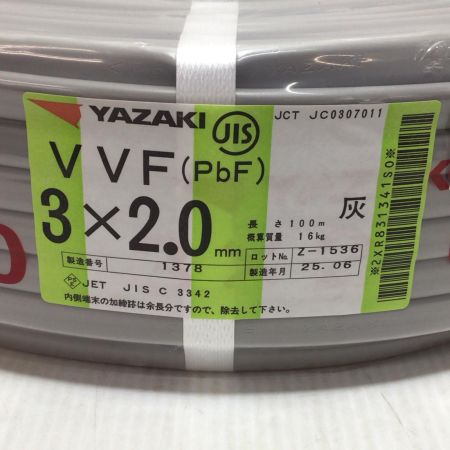 YAZAKI
JIS
JCT JC0307011
VVF(PbF)
3×2.0mm
灰
長さ 100m
概算質量 16kg
製造番号 1378
ロットNo. Z-1536
製造年月 25.06
PSE JET JIS C 3342
内側端末の加締跡は余長分ですので、除去して下さい。
※2XR831341S0※